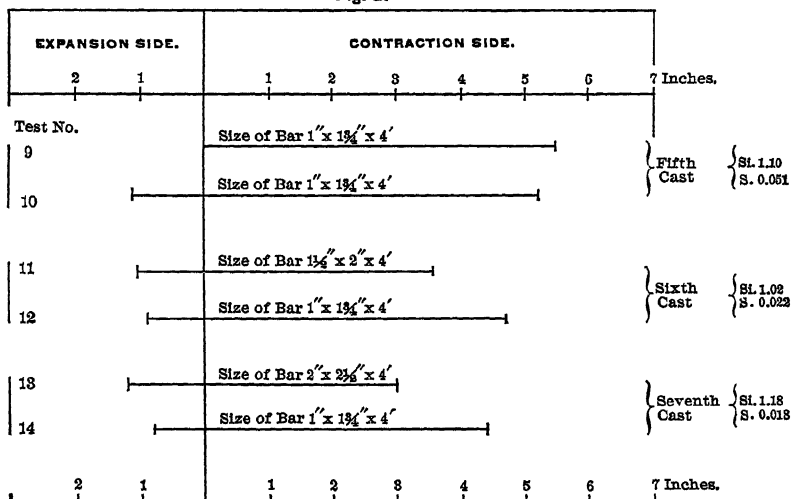 EXPANSION SIDE. CONTRACTION SIDE.
2 1 1 2 3 4 5 6 7 Inches.
Test No.
9 Size of Bar 1″x 1¾″x 4′ Fifth Cast Si. 1.10 S. 0.051
10 Size of Bar 1″x 1¾″x 4′
11 Size of Bar 1½″x 2″x 4′ Sixth Cast Si. 1.02 S. 0.022
12 Size of Bar 1″x 1¾″x 4′
13 Size of Bar 2″x 2½″x 4′ Seventh Cast Si. 1.18 S. 0.018
14 Size of Bar 1″x 1¾″x 4′
2 1 1 2 3 4 5 6 7 Inches.